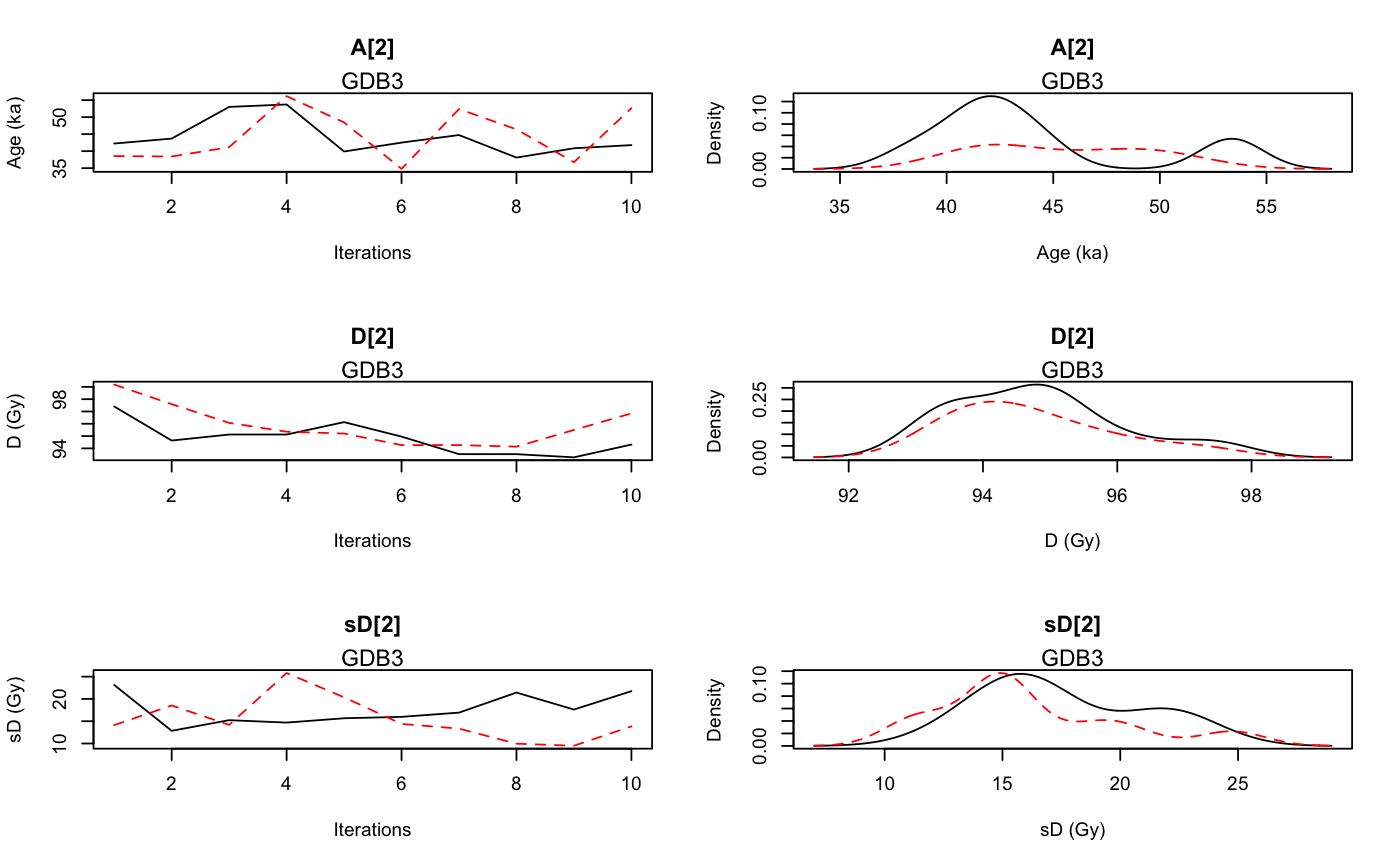 A[2]
GDB3
Age (ka)
35 50
2 4 6 8 10
Iterations
A[2]
GDB3
Density
0.00 0.10
35 40 45 50 55
Age (ka)
D[2]
GDB3
D (Gy)
94 98
2 4 6 8 10
Iterations
D[2]
GDB3
Density
0.00 0.25
92 94 96 98
D (Gy)
sD[2]
GDB3
sD (Gy)
10 20
2 4 6 8 10
Iterations
sD[2]
GDB3
Density
0.00 0.10
10 15 20 25
sD (Gy)